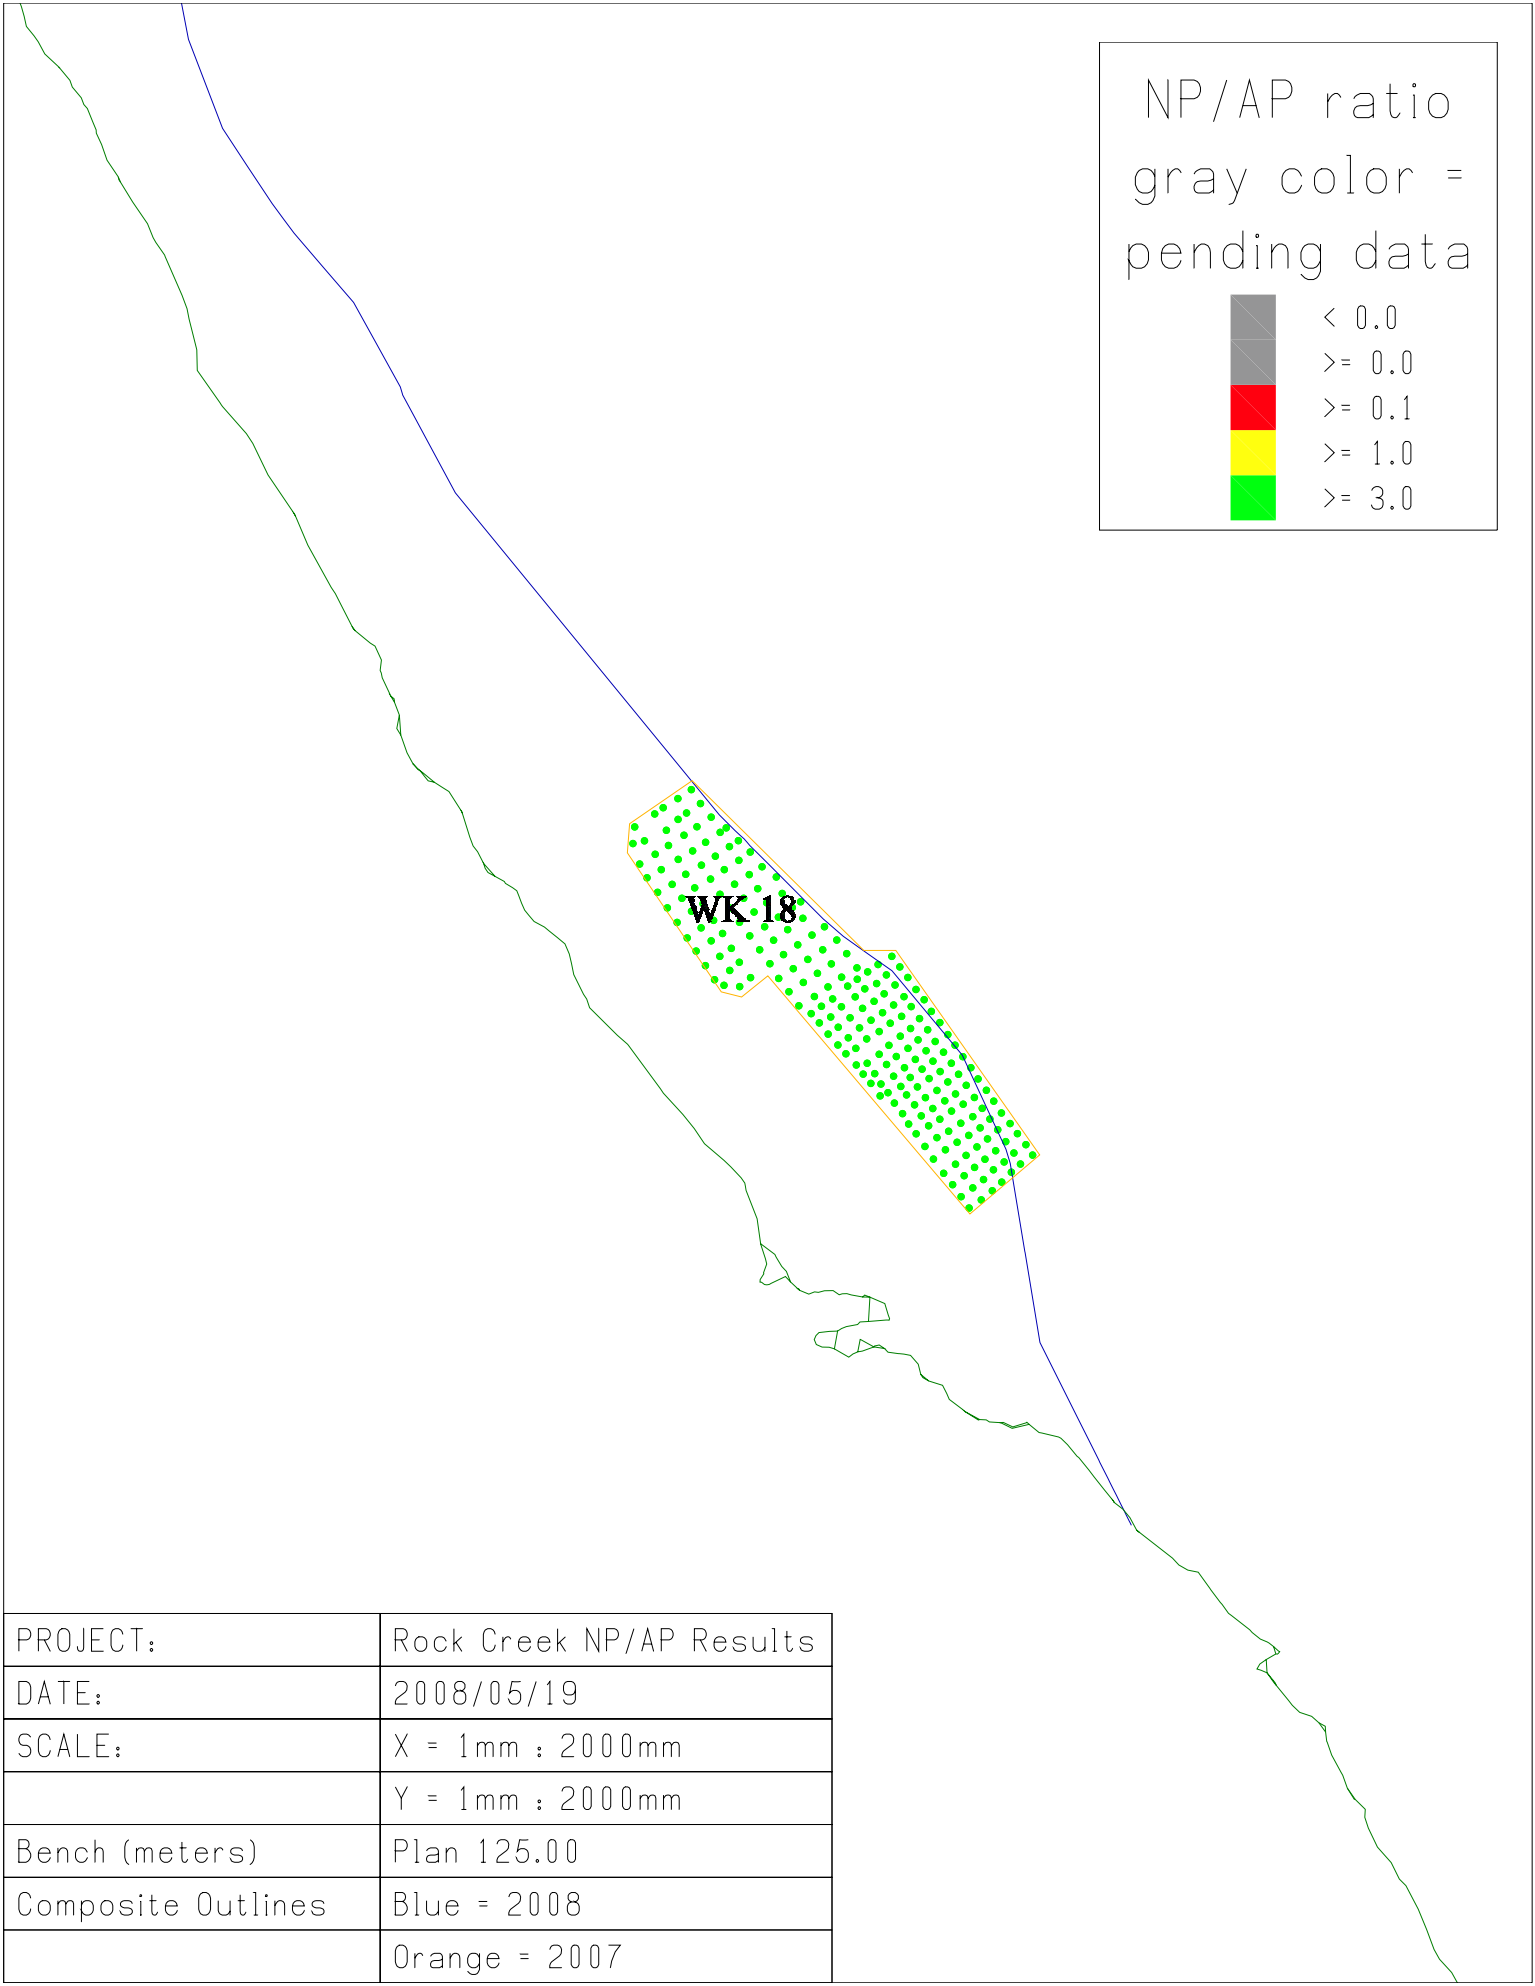 NP/AP ratio
gray color =
pending data
< 0.0
>= 0.0
>= 0.1
>= 1.0
>= 3.0
WK 18
PROJECT: Rock Creek NP/AP Results
DATE: 2008/05/19
SCALE: X = 1mm : 2000mm
Y = 1mm : 2000mm
Bench (meters) Plan 125.00
Composite Outlines Blue = 2008
Orange = 2007